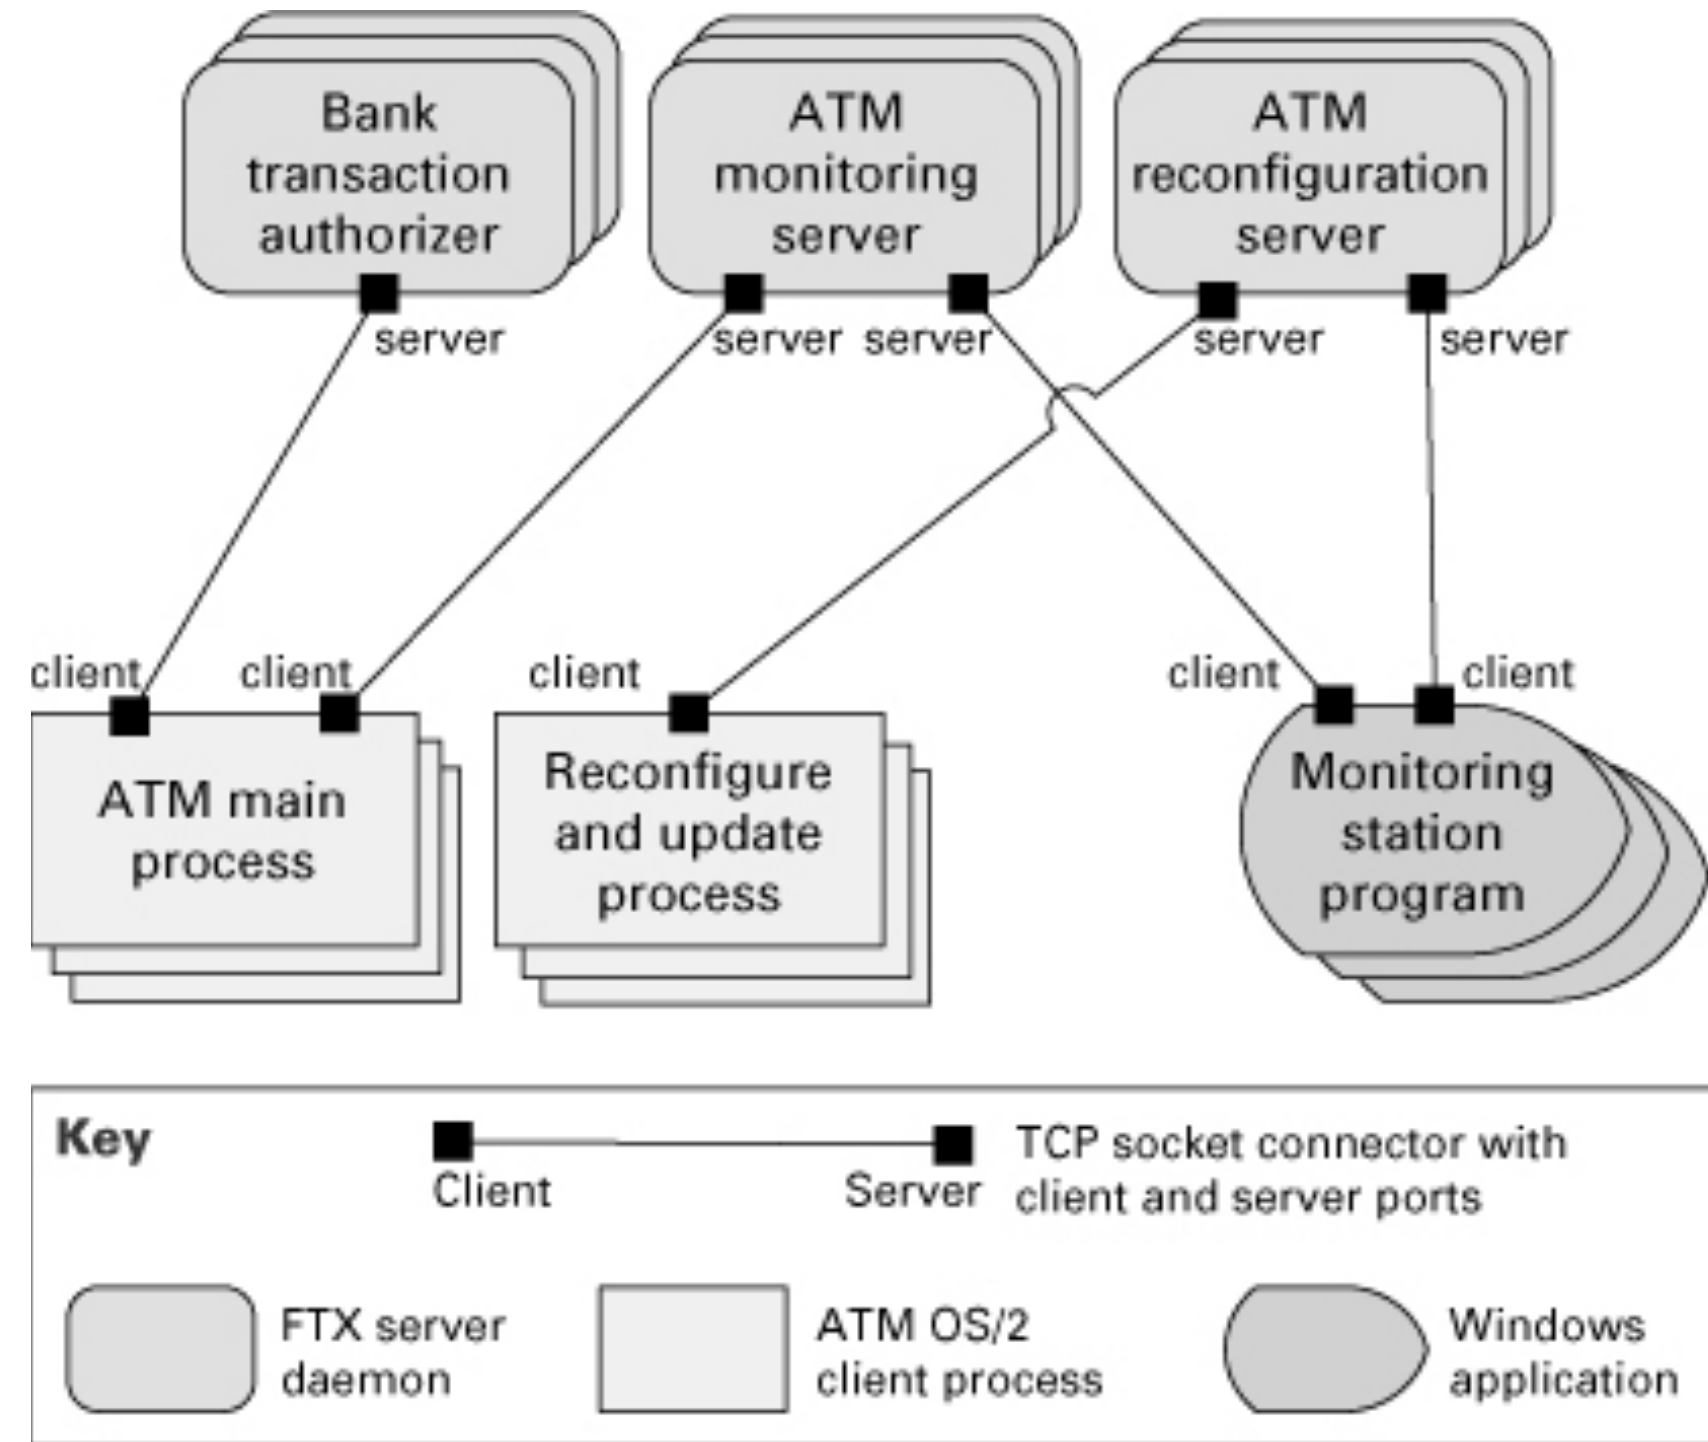 Bank
transaction
authorizer
ATM
monitoring
server
ATM
reconfiguration
server
server
server
server
server
server
client
client
client
client
client
ATM main
process
Reconfigure
and update
process
Monitoring
station
program
Key
Client
Server
TCP socket connector with
client and server ports
FTX server
daemon
ATM OS/2
client process
Windows
application